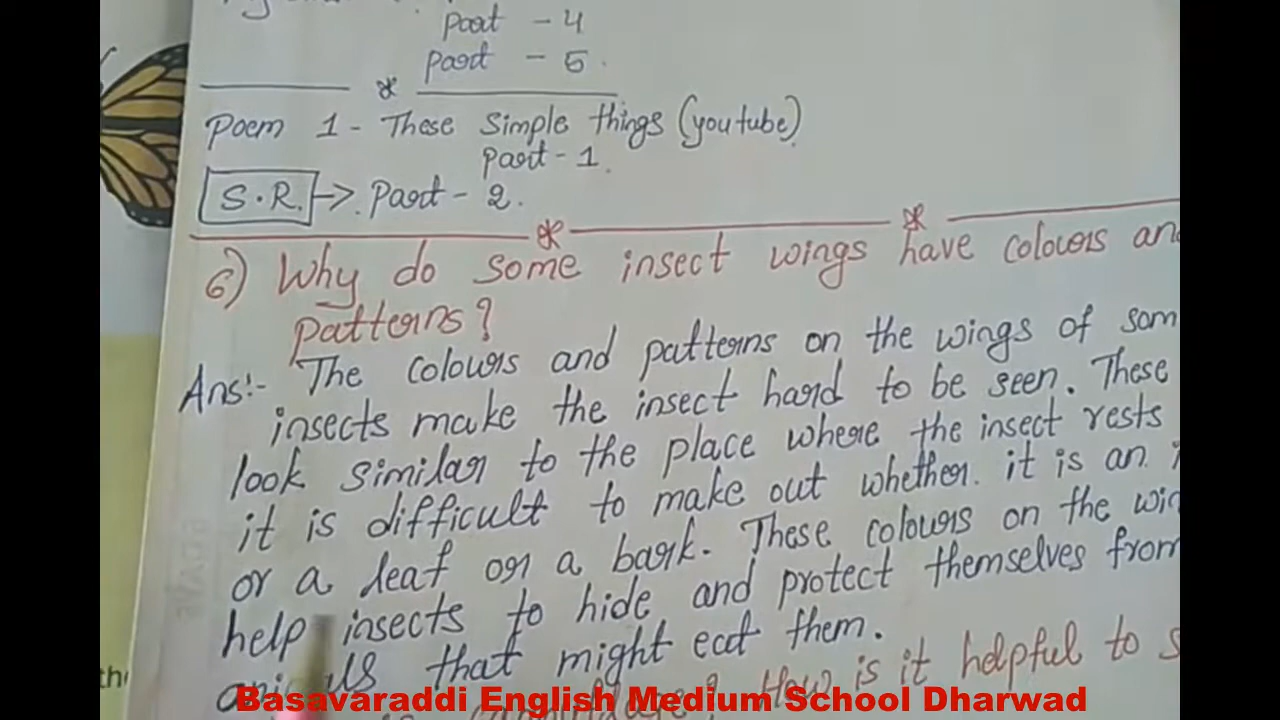 Part - 4
Part - 5.
Poem 1 - These Simple things (youtube)
Part - 1.
S.R. → Part - 2.
6) Why do some insect wings have colours an
patterns?
Ans:- The colours and patterns on the wings of som
insects make the insect hard to be seen. These
look similar to the place where the insect rests
it is difficult to make out whether it is an i
or a leaf or a bark. These colours on the win
help insects to hide and protect themselves from
that might eat them.
How is it helpful to s
Basavaraddi English Medium School Dharwad